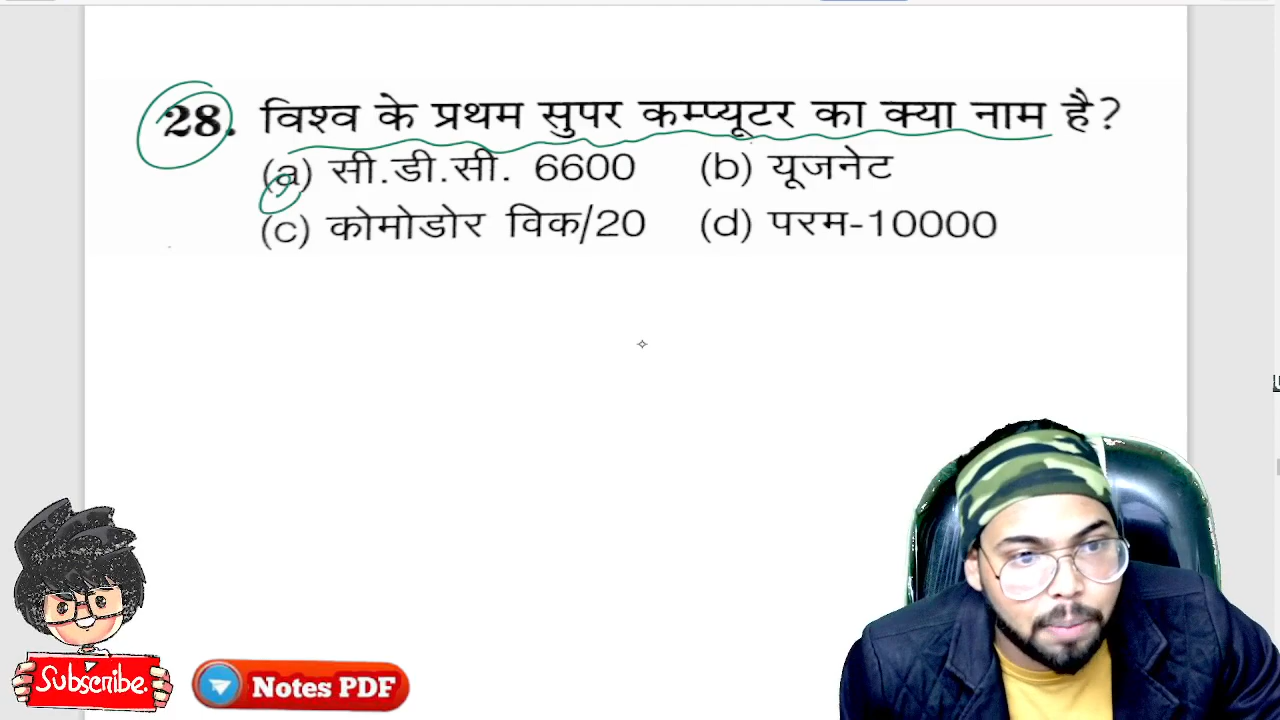 28. विश्व के प्रथम सुपर कम्प्यूटर का क्या नाम है?
(a) सी.डी.सी. 6600 (b) यूजनेट
(c) कोमोडोर विक/20 (d) परम-10000
Subscribe.
Notes PDF